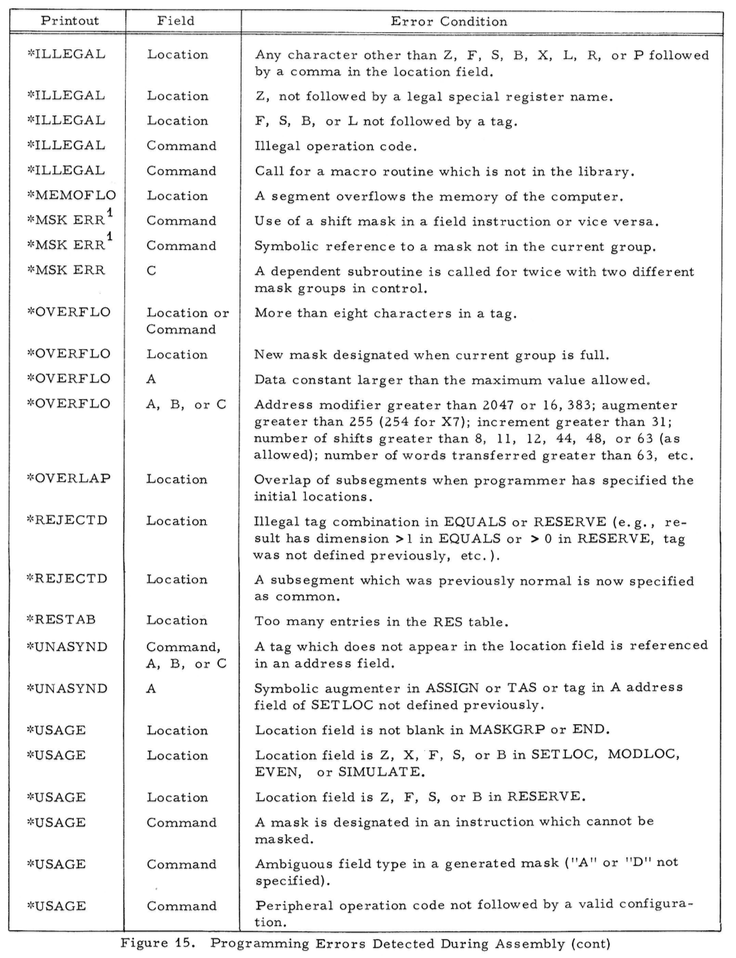 Printout Field Error Condition
*ILLEGAL Location Any character other than Z, F, S, B, X, L, R, or P followed
by a comma in the location field.
*ILLEGAL Location Z, not followed by a legal special register name.
*ILLEGAL Location F, S, B, or L not followed by a tag.
*ILLEGAL Command Illegal operation code.
*ILLEGAL Command Call for a macro routine which is not in the library.
*MEMOFLO Location A segment overflows the memory of the computer.
*MSK ERR1 Command Use of a shift mask in a field instruction or vice versa.
*MSK ERR1 Command Symbolic reference to a mask not in the current group.
*MSK ERR C A dependent subroutine is called for twice with two different
mask groups in control.
*OVERFLO Location or More than eight characters in a tag.
Command
*OVERFLO Location New mask designated when current group is full.
*OVERFLO A Data constant larger than the maximum value allowed.
*OVERFLO A, B, or C Address modifier greater than 2047 or 16, 383; augmenter
greater than 255 (254 for X7); increment greater than 31;
number of shifts greater than 8, 11, 12, 44, 48, or 63 (as
allowed); number of words transferred greater than 63, etc.
*OVERLAP Location Overlap of subsegments when programmer has specified the
initial locations.
*REJECTD Location Illegal tag combination in EQUALS or RESERVE (e.g., re-
sult has dimension >1 in EQUALS or > 0 in RESERVE, tag
was not defined previously, etc.).
*REJECTD Location A subsegment which was previously normal is now specified
as common.
*RESTAB Location Too many entries in the RES table.
*UNASYND Command, A tag which does not appear in the location field is referenced
A, B, or C in an address field.
*UNASYND A Symbolic augmenter in ASSIGN or TAS or tag in A address
field of SETLOC not defined previously.
*USAGE Location Location field is not blank in MASKGRP or END.
*USAGE Location Location field is Z, X, F, S, or B in SETLOC, MODLOC,
EVEN, or SIMULATE.
*USAGE Location Location field is Z, F, S, or B in RESERVE.
*USAGE Command A mask is designated in an instruction which cannot be
masked.
*USAGE Command Ambiguous field type in a generated mask ("A" or "D" not
specified).
*USAGE Command Peripheral operation code not followed by a valid configura-
tion.
Figure 15. Programming Errors Detected During Assembly (cont)